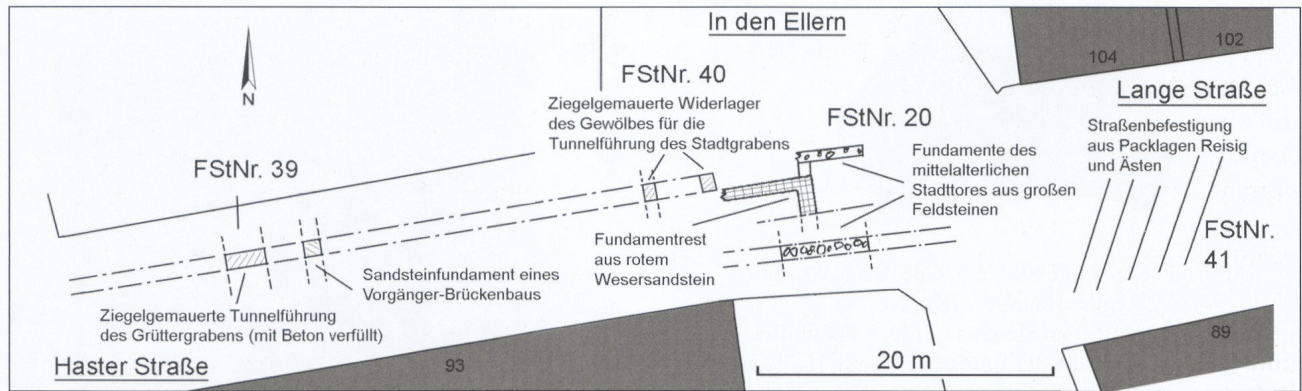 In den Ellern
104
102
N
FStNr. 40
Ziegelgemauerte Widerlager
des Gewölbes für die
Tunnelführung des Stadtgrabens
FStNr. 20
Fundamente des
mittelalterlichen
Stadttores aus großen
Feldsteinen
Lange Straße
Straßenbefestigung
aus Packlagen Reisig
und Ästen
FStNr. 39
FStNr.
41
Fundamentrest
aus rotem
Wesersandstein
Sandsteinfundament eines
Vorgänger-Brückenbaus
Ziegelgemauerte Tunnelführung
des Grüttergrabens (mit Beton verfüllt)
Haster Straße
93
20 m
89